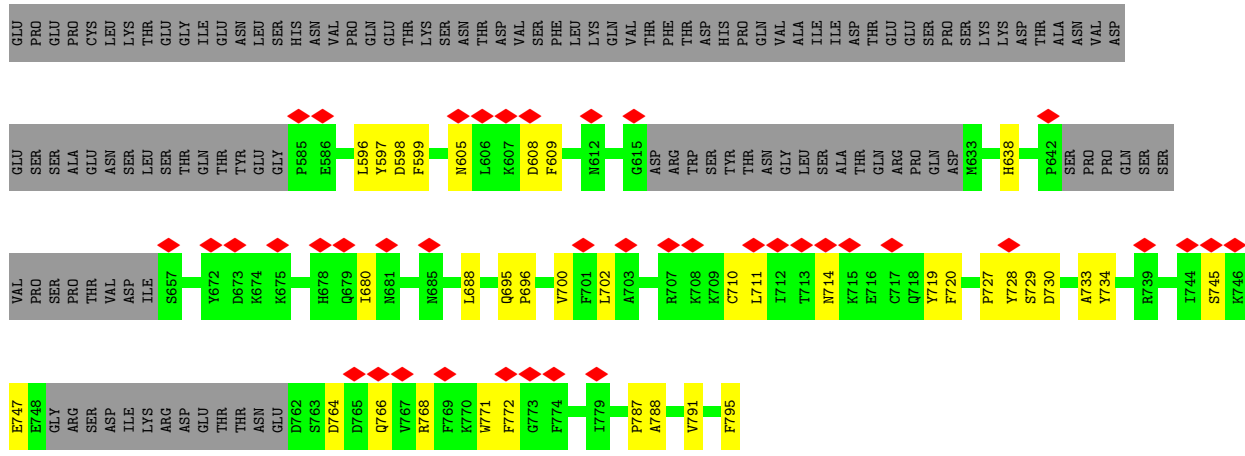 GLU PRO GLU PRO CYS LEU LYS THR GLU GLY ILE GLU ASN LEU SER HIS ASN VAL PRO GLN GLU THR LYS SER ASN THR ASP VAL SER PHE LEU LYS GLN VAL THR PHE THR ASP HIS PRO GLN VAL ALA ILE ILE ASP THR GLU GLU SER PRO SER LYS LYS ASP THR ALA ASN VAL ASP
GLU SER SER ALA GLU ASN SER LEU SER THR GLN THR TYR GLU GLY P585 E586 L596 Y597 D598 F599 N605 L606 K607 D608 F609 N612 G615 ASP ARG TRP SER TYR THR ASN GLY LEU SER ALA THR GLN ARG PRO GLN ASP M633 H638 P642 SER PRO PRO GLN SER SER
VAL PRO SER PRO THR VAL ASP ILE S657 Y672 D673 K674 K675 H678 Q679 I680 N681 N685 L688 Q695 P696 V700 F701 L702 A703 R707 K708 K709 C710 L711 I712 T713 N714 K715 E716 C717 Q718 Y719 F720 P727 Y728 S729 D730 A733 Y734 R739 I744 S745 K746
E747 E748 GLY ARG SER ASP ILE LYS ARG ASP GLU THR THR ASN GLU D762 S763 D764 D765 Q766 V767 R768 F769 K770 W771 F772 G773 F774 I779 P787 A788 V791 F795